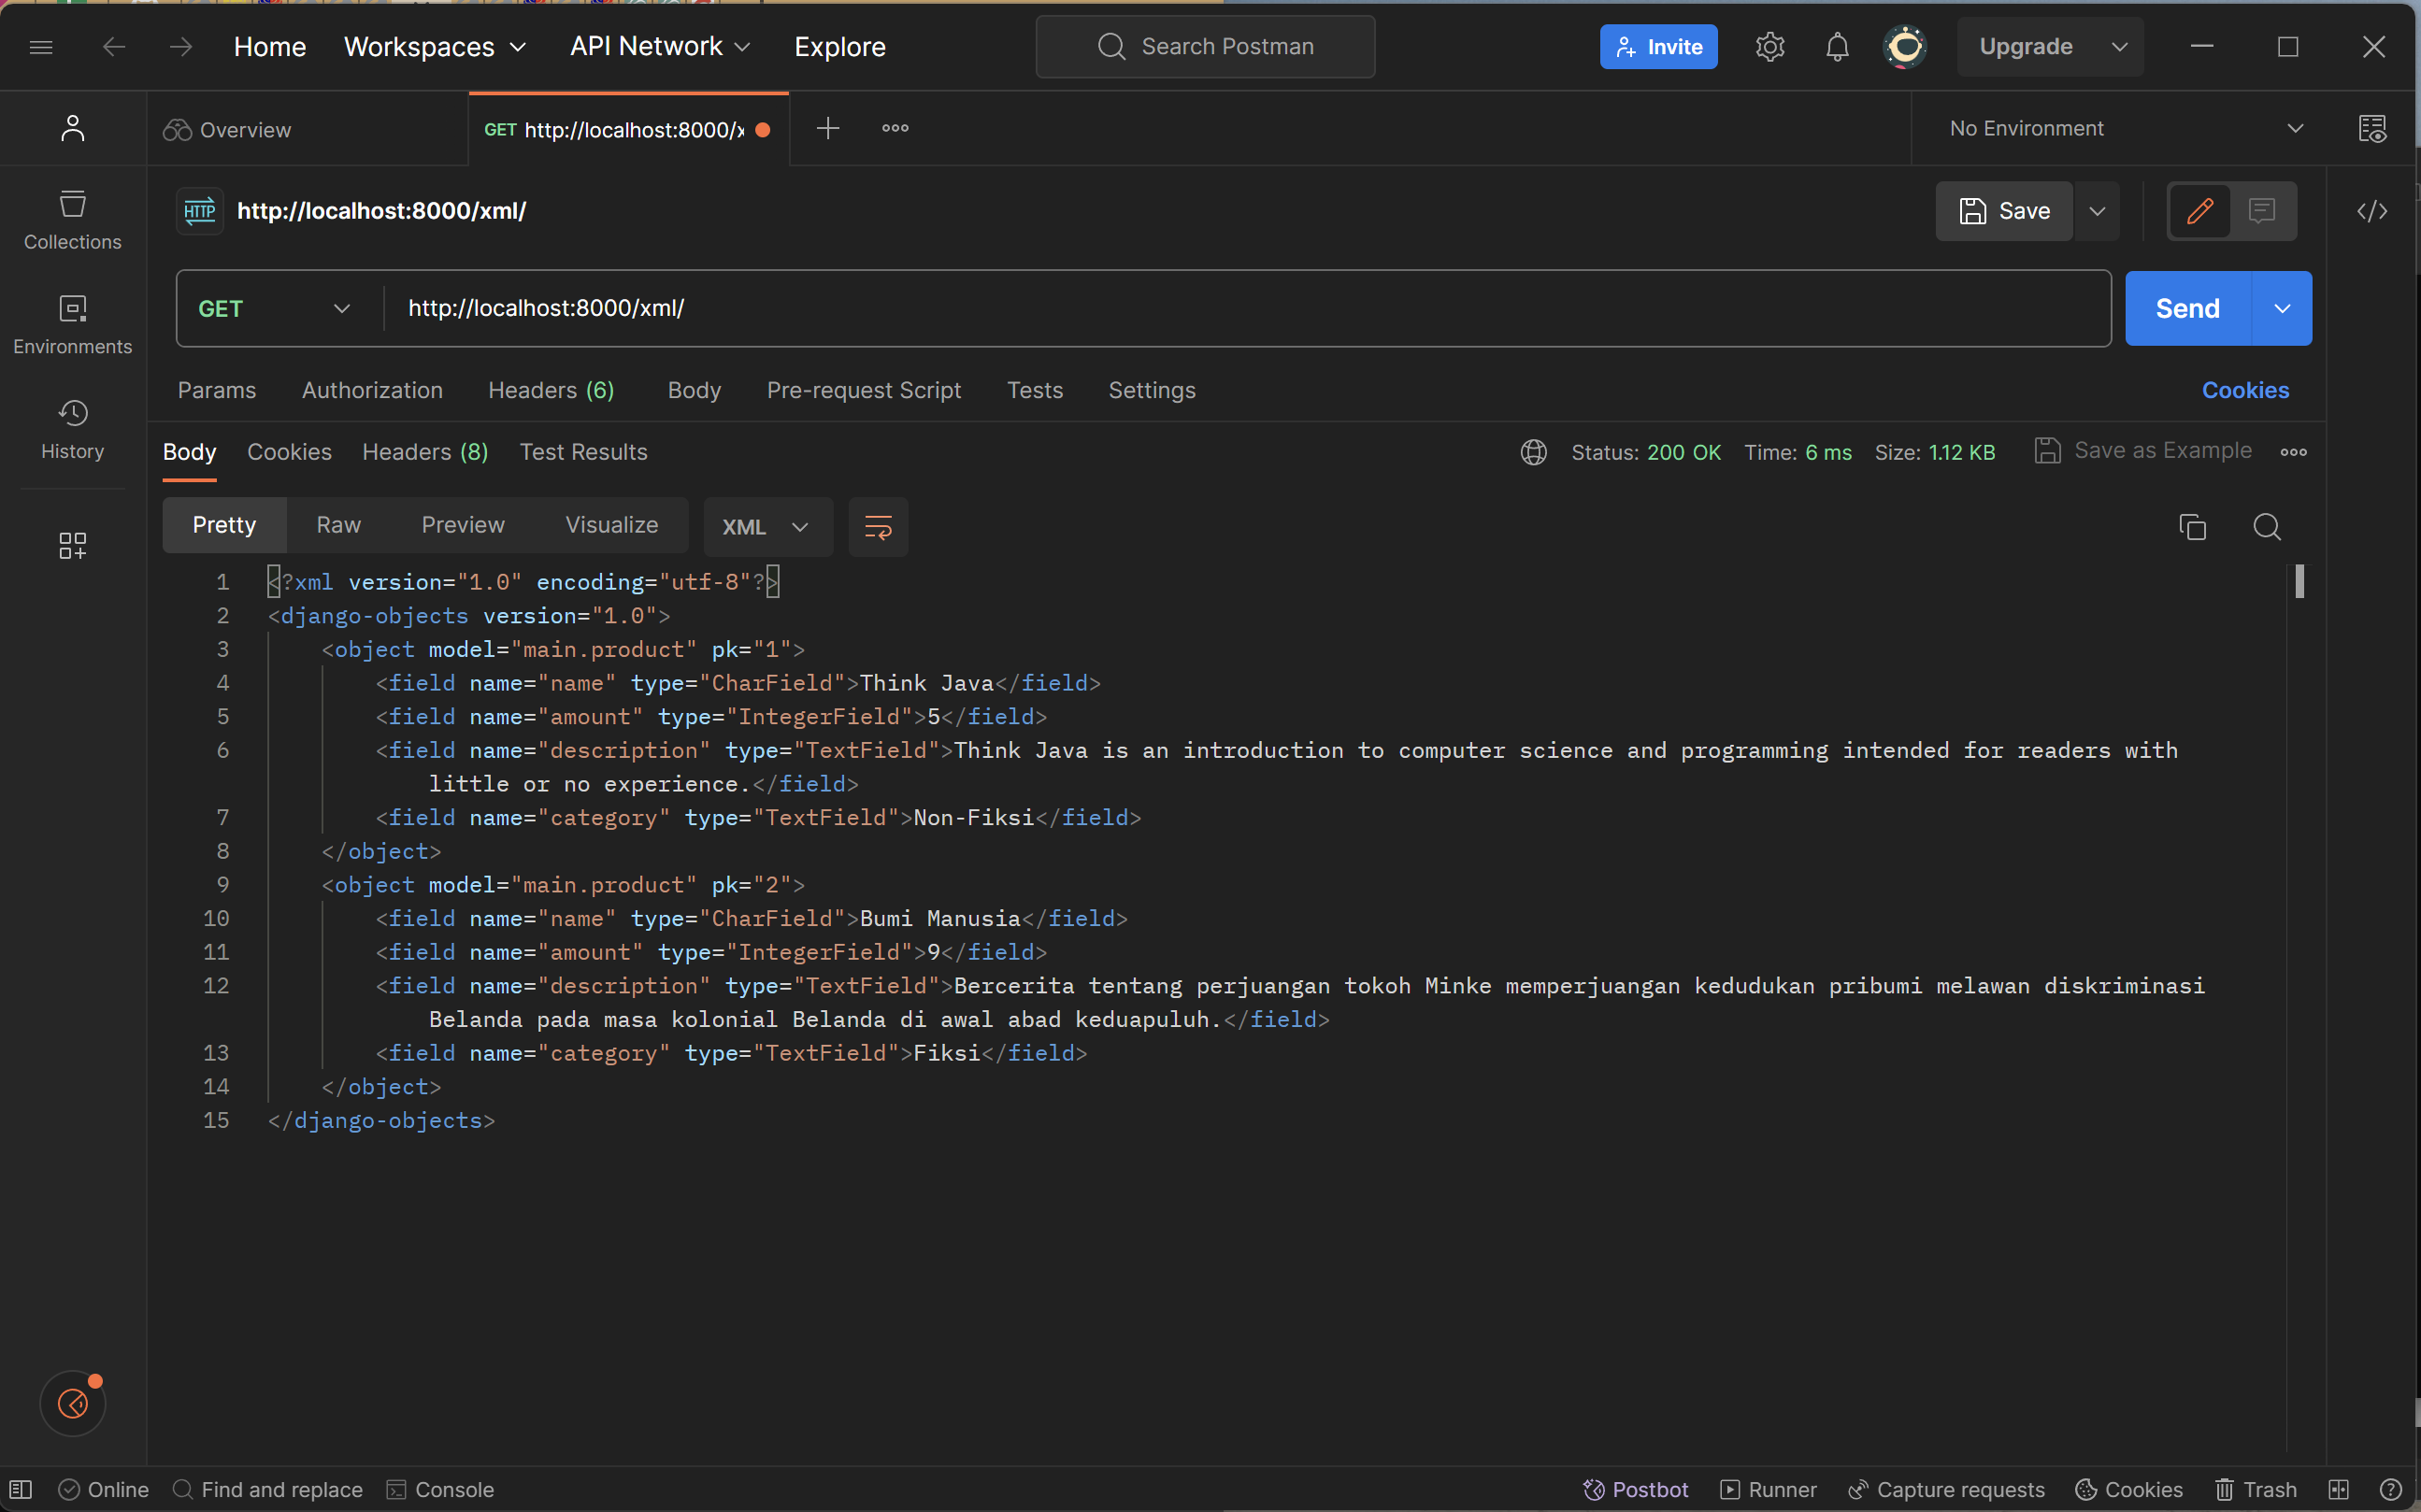 Home Workspaces API Network Explore Search Postman Invite Upgrade
Overview GET http://localhost:8000/x No Environment
HTTP http://localhost:8000/xml/ Save
Collections
GET http://localhost:8000/xml/ Send
Environments
Params Authorization Headers (6) Body Pre-request Script Tests Settings Cookies
History
Body Cookies Headers (8) Test Results Status: 200 OK Time: 6 ms Size: 1.12 KB Save as Example
Pretty Raw Preview Visualize XML
1 <?xml version="1.0" encoding="utf-8"?>
2 <django-objects version="1.0">
3 <object model="main.product" pk="1">
4 <field name="name" type="CharField">Think Java</field>
5 <field name="amount" type="IntegerField">5</field>
6 <field name="description" type="TextField">Think Java is an introduction to computer science and programming intended for readers with
little or no experience.</field>
7 <field name="category" type="TextField">Non-Fiksi</field>
8 </object>
9 <object model="main.product" pk="2">
10 <field name="name" type="CharField">Bumi Manusia</field>
11 <field name="amount" type="IntegerField">9</field>
12 <field name="description" type="TextField">Bercerita tentang perjuangan tokoh Minke memperjuangan kedudukan pribumi melawan diskriminasi
Belanda pada masa kolonial Belanda di awal abad keduapuluh.</field>
13 <field name="category" type="TextField">Fiksi</field>
14 </object>
15 </django-objects>
Online Find and replace Console Postbot Runner Capture requests Cookies Trash